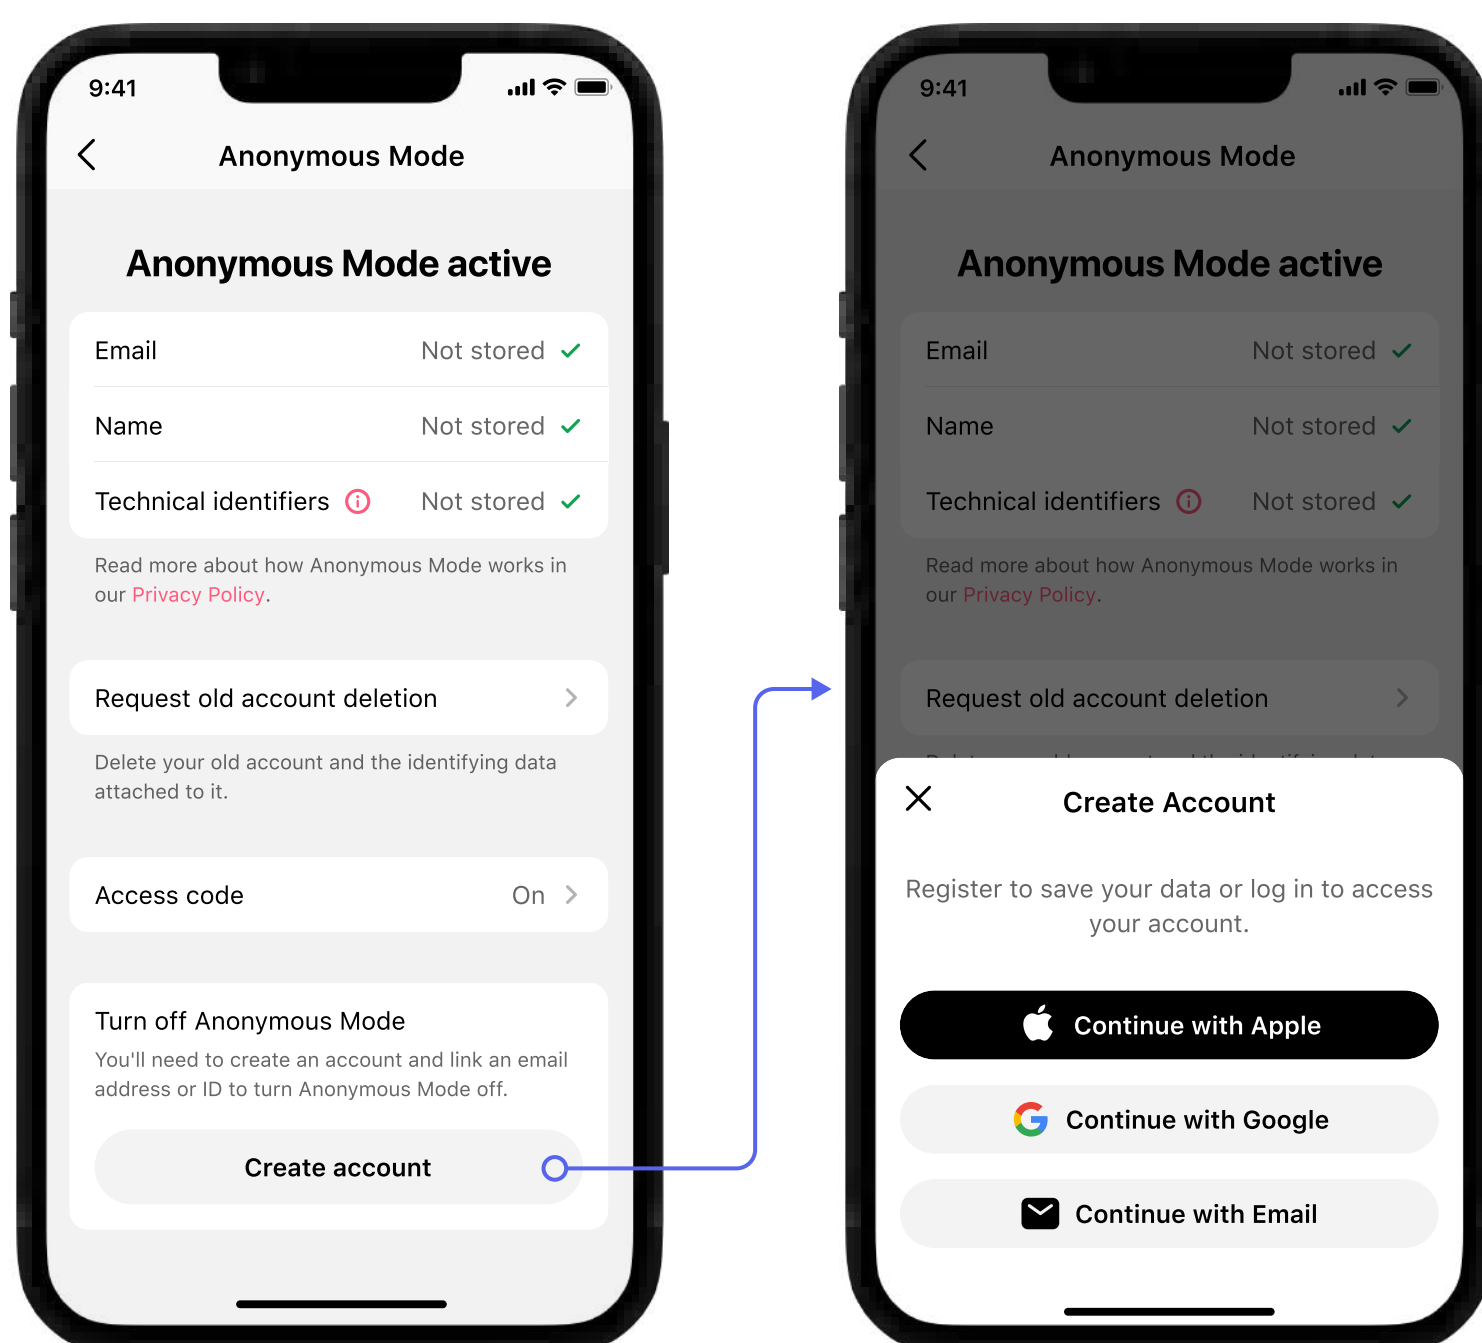 9:41
Anonymous Mode
Anonymous Mode active
Email Not stored
Name Not stored
Technical identifiers Not stored
Read more about how Anonymous Mode works in
our Privacy Policy.
Request old account deletion
Delete your old account and the identifying data
attached to it.
Access code On
Turn off Anonymous Mode
You'll need to create an account and link an email
address or ID to turn Anonymous Mode off.
Create account
9:41
Anonymous Mode
Anonymous Mode active
Email Not stored
Name Not stored
Technical identifiers Not stored
Read more about how Anonymous Mode works in
our Privacy Policy.
Request old account deletion
Create Account
Register to save your data or log in to access
your account.
Continue with Apple
Continue with Google
Continue with Email